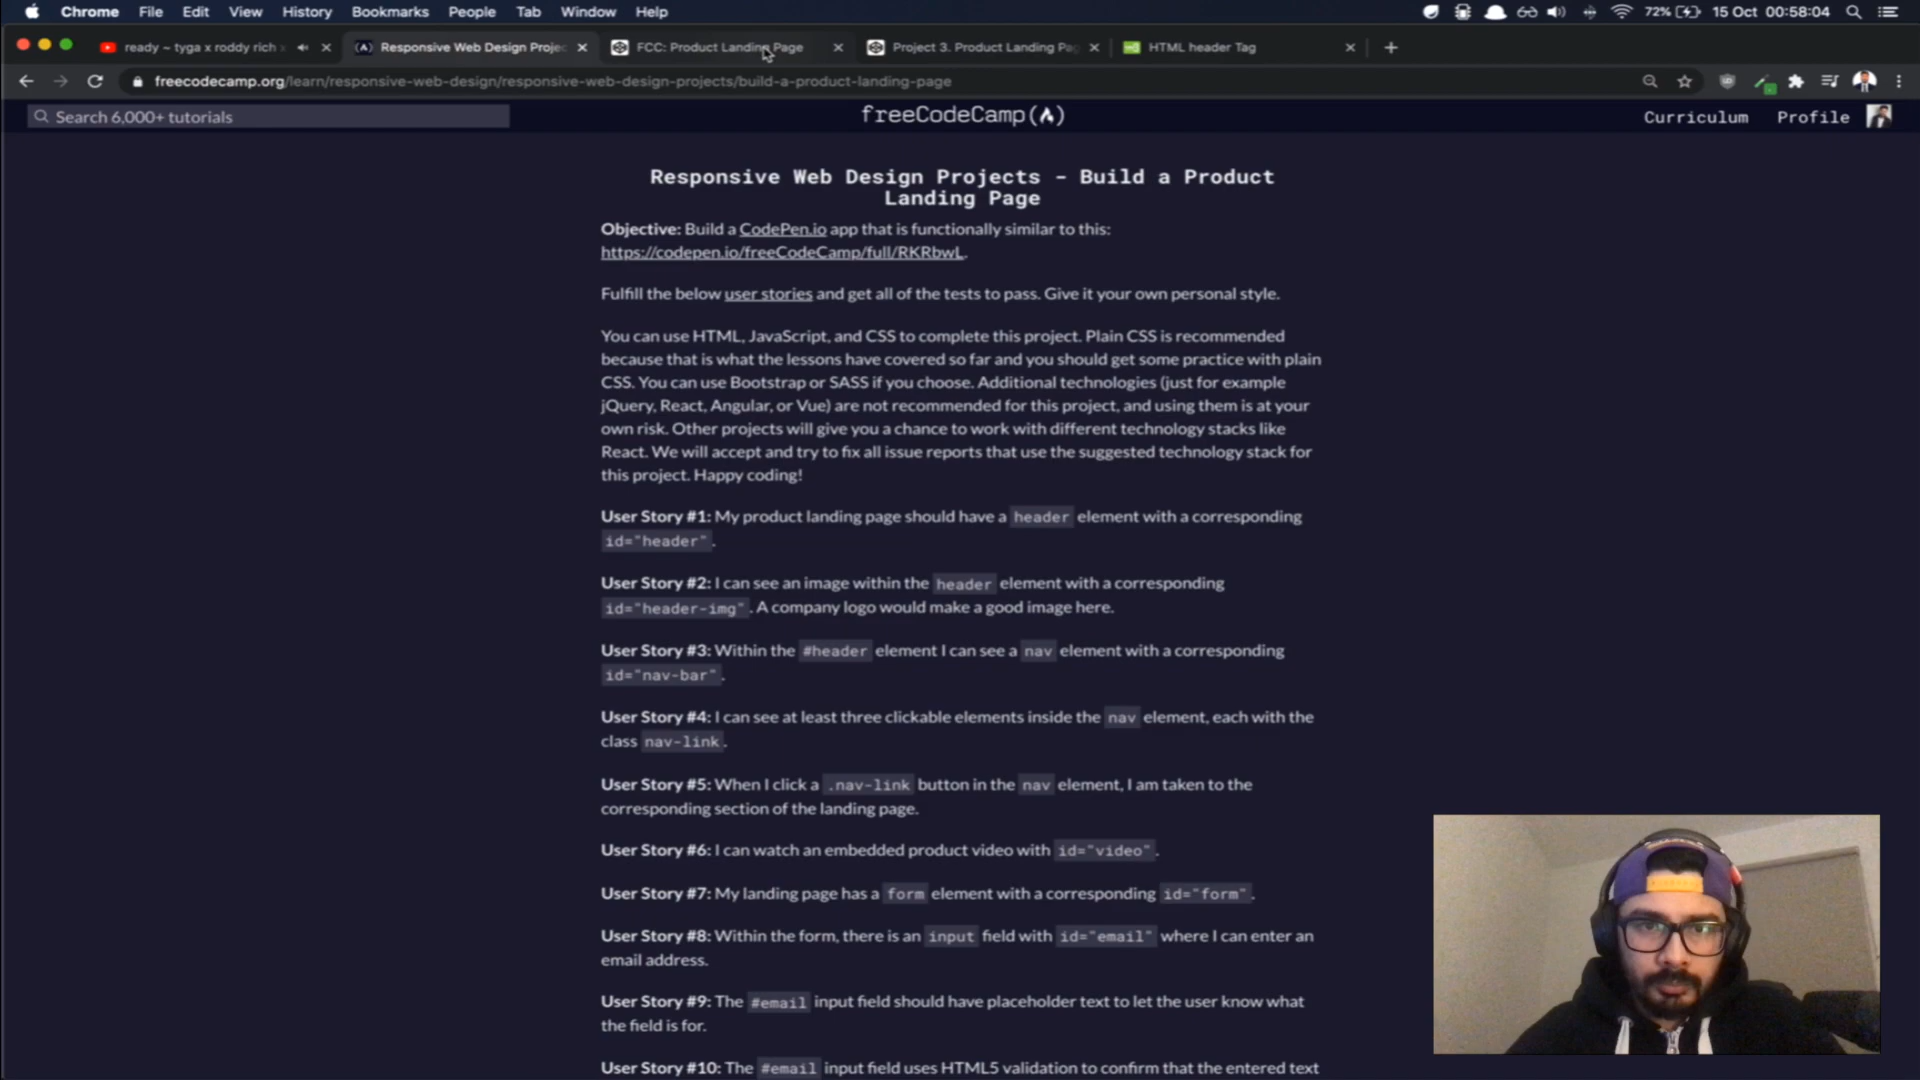 Chrome File Edit View History Bookmarks People Tab Window Help 72% 15 Oct 00:58:04
ready ~ tyga x roddy rich Responsive Web Design Projec FCC: Product Landing Page Project 3. Product Landing Pag HTML header Tag
freecodecamp.org/learn/responsive-web-design/responsive-web-design-projects/build-a-product-landing-page
Search 6,000+ tutorials freeCodeCamp Curriculum Profile
Responsive Web Design Projects - Build a Product
Landing Page
Objective: Build a CodePen.io app that is functionally similar to this:
https://codepen.io/freeCodeCamp/full/RKRbwL.
Fulfill the below user stories and get all of the tests to pass. Give it your own personal style.
You can use HTML, JavaScript, and CSS to complete this project. Plain CSS is recommended
because that is what the lessons have covered so far and you should get some practice with plain
CSS. You can use Bootstrap or SASS if you choose. Additional technologies (just for example
jQuery, React, Angular, or Vue) are not recommended for this project, and using them is at your
own risk. Other projects will give you a chance to work with different technology stacks like
React. We will accept and try to fix all issue reports that use the suggested technology stack for
this project. Happy coding!
User Story #1: My product landing page should have a header element with a corresponding
id="header".
User Story #2: I can see an image within the header element with a corresponding
id="header-img". A company logo would make a good image here.
User Story #3: Within the #header element I can see a nav element with a corresponding
id="nav-bar".
User Story #4: I can see at least three clickable elements inside the nav element, each with the
class nav-link.
User Story #5: When I click a .nav-link button in the nav element, I am taken to the
corresponding section of the landing page.
User Story #6: I can watch an embedded product video with id="video".
User Story #7: My landing page has a form element with a corresponding id="form".
User Story #8: Within the form, there is an input field with id="email" where I can enter an
email address.
User Story #9: The #email input field should have placeholder text to let the user know what
the field is for.
User Story #10: The #email input field uses HTML5 validation to confirm that the entered text